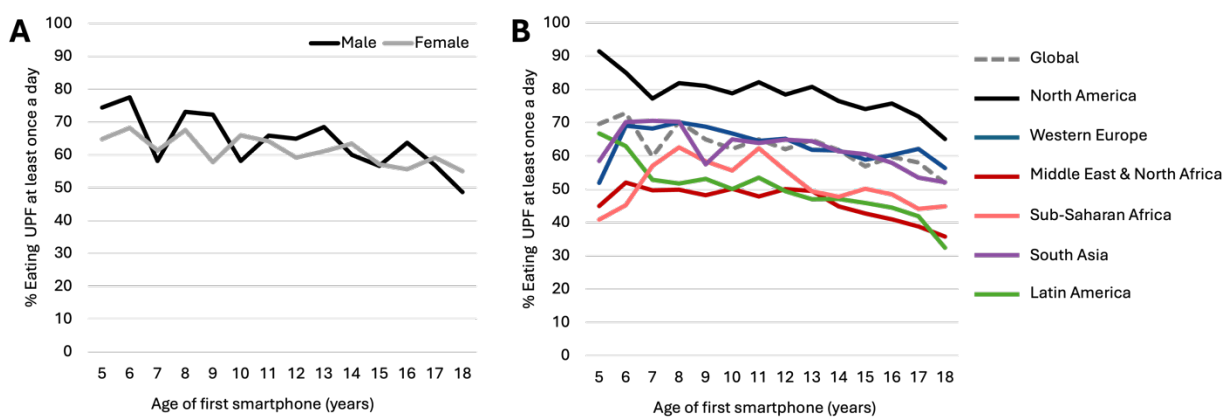 A
% Eating UPF at least once a day
100
90
80
70
60
50
40
30
20
10
0
Male
Female
5 6 7 8 9 10 11 12 13 14 15 16 17 18
Age of first smartphone (years)
B
% Eating UPF at least once a day
100
90
80
70
60
50
40
30
20
10
0
5 6 7 8 9 10 11 12 13 14 15 16 17 18
Age of first smartphone (years)
Global
North America
Western Europe
Middle East & North Africa
Sub-Saharan Africa
South Asia
Latin America